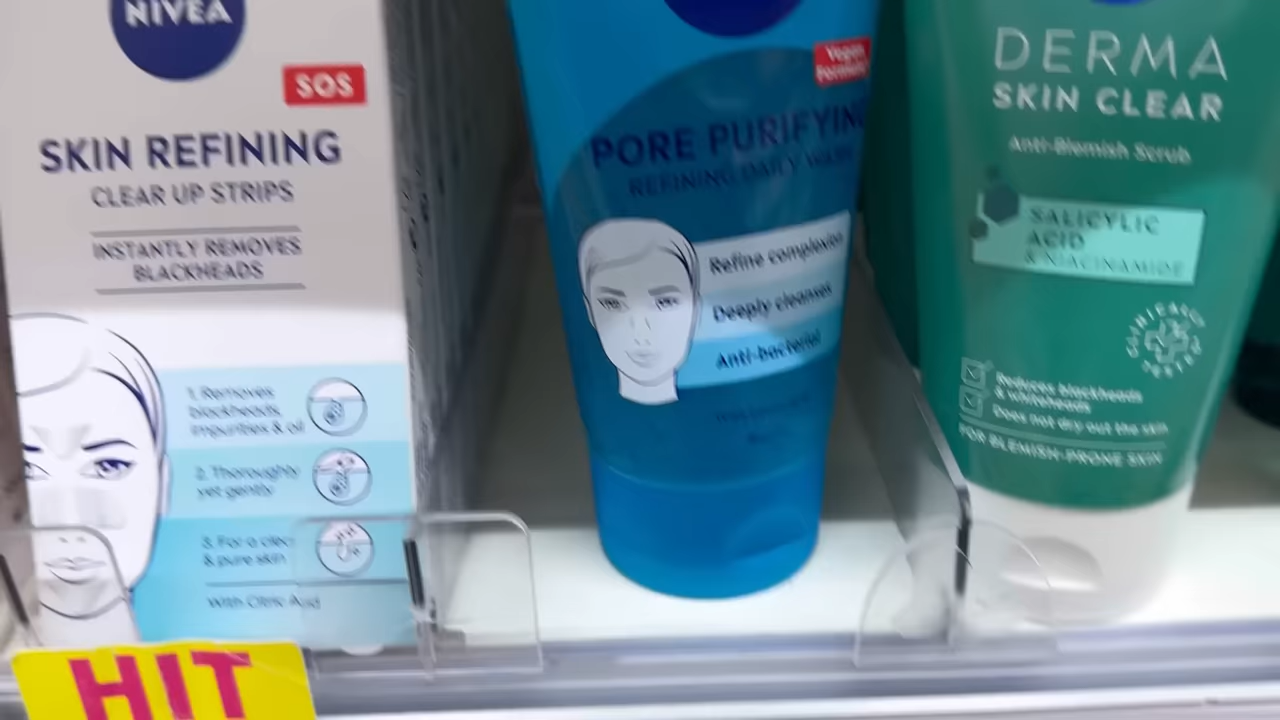 NIVEA
SOS
SKIN REFINING
CLEAR UP STRIPS
INSTANTLY REMOVES
BLACKHEADS
1. Removes
blackheads,
impurities & oil
2. Thoroughly
yet gently
3. For a clear
& pure skin
With Citric Acid
HIT
Vegan
Formula
PORE PURIFYING
REFINING DAILY WASH
Refine complexion
Deeply cleanses
Anti-bacterial
DERMA
SKIN CLEAR
Anti-Blemish Scrub
SALICYLIC
ACID
& NIACINAMIDE
CLINICALLY TESTED
Reduces blackheads
& whiteheads
Does not dry out the skin
FOR BLEMISH-PRONE SKIN